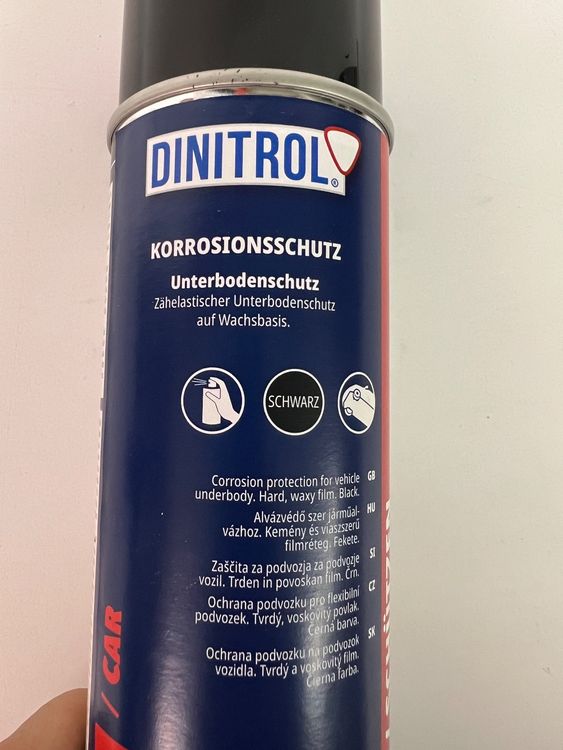 DINITROL®
KORROSIONSSCHUTZ
Unterbodenschutz
Zähelastischer Unterbodenschutz
auf Wachsbasis.
SCHWARZ
Corrosion protection for vehicle GB
underbody. Hard, waxy film. Black.
Alvázvédő szer járműal- HU
vázhoz. Kemény és viaszszerű
filmréteg. Fekete.
Zaščita za podvozja za podvozje SI
vozil. Trden in povoskan film. Črn.
Ochrana podvozku pro flexibilní CZ
podvozek. Tvrdý, voskovitý povlak.
Černá barva.
Ochrana podvozku na podvozok SK
vozidla. Tvrdý a voskovitý film.
Čierna farba.
/ CAR